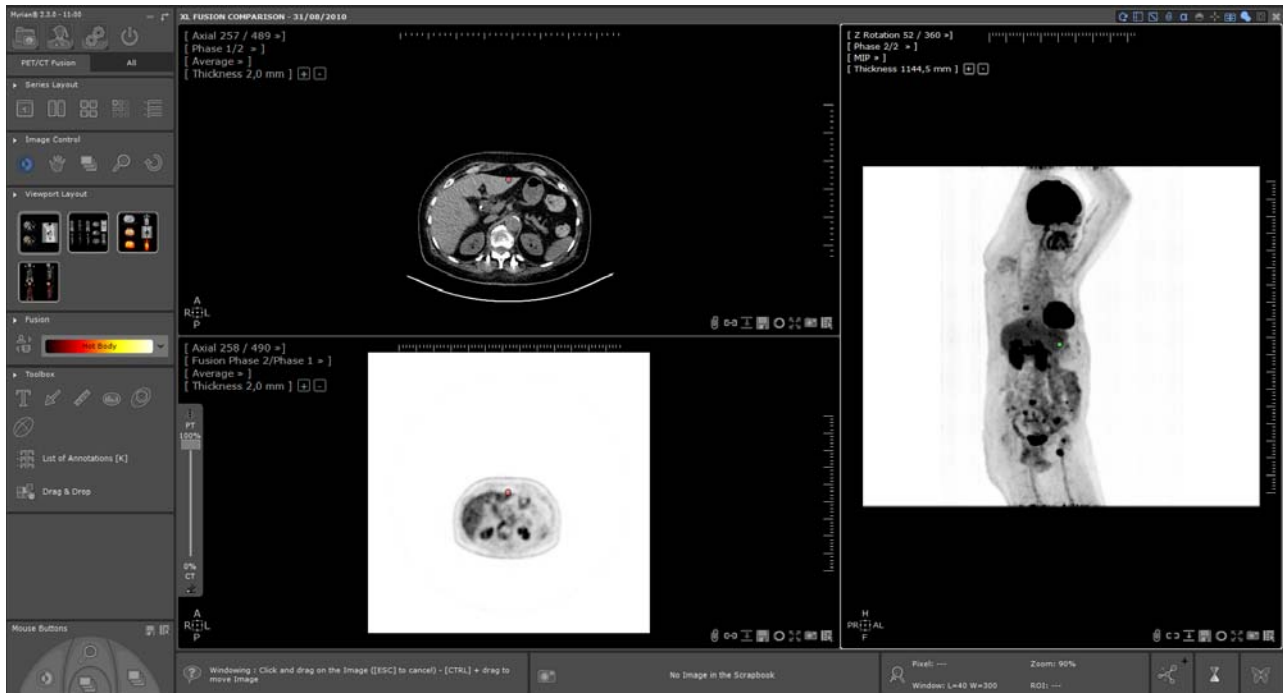 Myrian® 2.3.0 - 11:00
PET/CT Fusion
All
Series Layout
Image Control
Viewport Layout
Fusion
Hot Body
Toolbox
List of Annotations [K]
Drag & Drop
Mouse Buttons
XL FUSION COMPARISON - 31/08/2010
[ Axial 257 / 489 »]
[ Phase 1/2 » ]
[ Average » ]
[ Thickness 2,0 mm ] + -
A
R L
P
[ Axial 258 / 490 »]
[ Fusion Phase 2/Phase 1 » ]
[ Average » ]
[ Thickness 2,0 mm ] + -
PT
100%
0%
CT
A
R L
P
[ Z Rotation 52 / 360 »]
[ Phase 2/2 » ]
[ MIP » ]
[ Thickness 1144,5 mm ] + -
H
PR AL
F
Windowing : Click and drag on the Image ([ESC] to cancel) - [CTRL] + drag to
move Image
No Image in the Scrapbook
Pixel: ---
Zoom: 90%
Window: L=40 W=300
ROI: ---